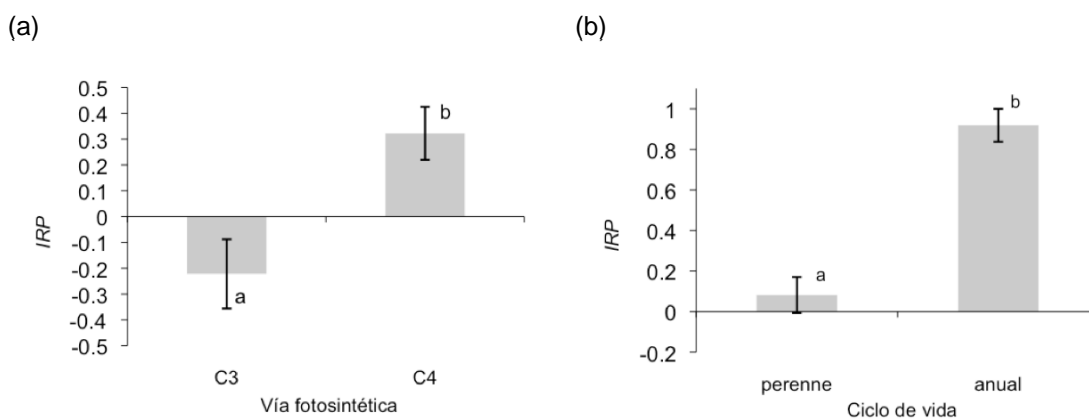 (a)
0.5
0.4
0.3
0.2
0.1
0
-0.1
-0.2
-0.3
-0.4
-0.5
IRP
a
b
C3 C4
Vía fotosintética
(b)
1
0.8
0.6
0.4
0.2
0
-0.2
IRP
a
b
perenne anual
Ciclo de vida